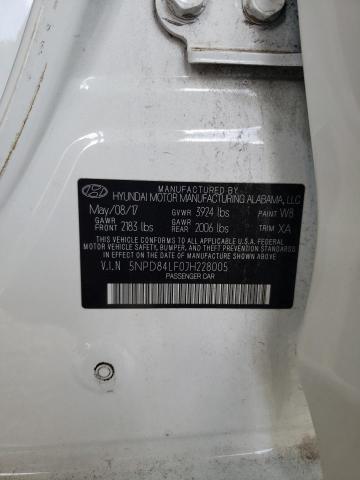 MANUFACTURED BY
HYUNDAI MOTOR MANUFACTURING ALABAMA, LLC
May/08/17 GVWR 3924 lbs PAINT W8
GAWR FRONT 2183 lbs GAWR REAR 2006 lbs TRIM XA
THIS VEHICLE CONFORMS TO ALL APPLICABLE U.S.A. FEDERAL
MOTOR VEHICLE SAFETY, BUMPER, AND THEFT PREVENTION
STANDARDS IN EFFECT ON THE DATE OF MANUFACTURE SHOWN ABOVE.
V.I.N 5NPD84LF0JH228005
PASSENGER CAR